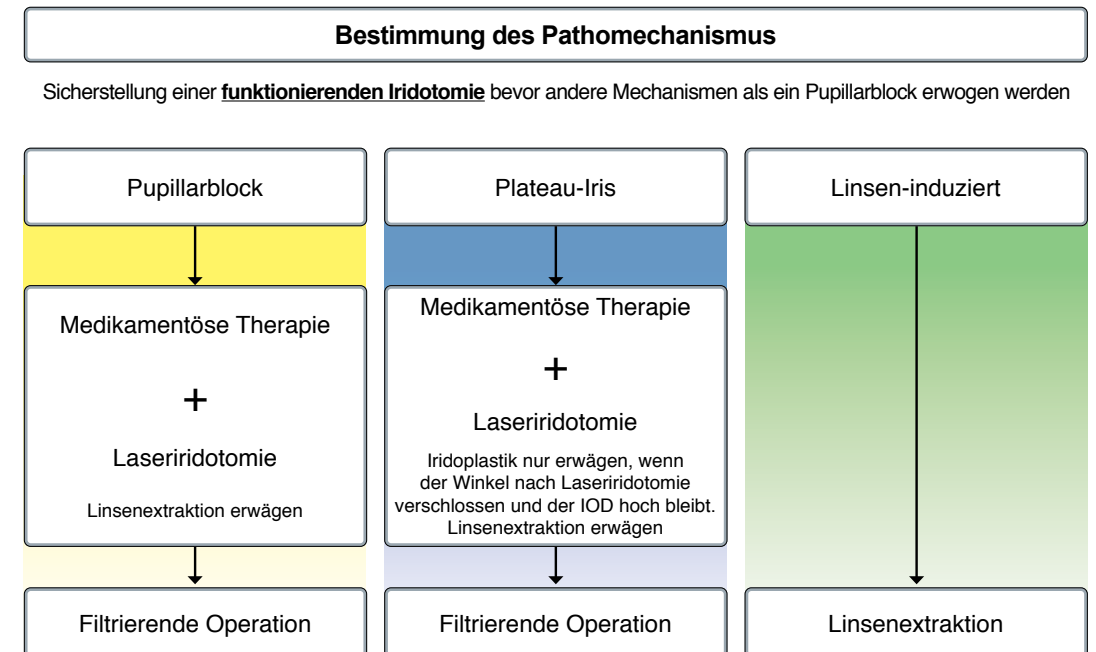 Bestimmung des Pathomechanismus
Sicherstellung einer funktionierenden Iridotomie bevor andere Mechanismen als ein Pupillarblock erwogen werden
Pupillarblock
Medikamentöse Therapie
+
Laseriridotomie
Linsenextraktion erwägen
Filtrierende Operation
Plateau-Iris
Medikamentöse Therapie
+
Laseriridotomie
Iridoplastik nur erwägen, wenn
der Winkel nach Laseriridotomie
verschlossen und der IOD hoch bleibt.
Linsenextraktion erwägen
Filtrierende Operation
Linsen-induziert
Linsenextraktion